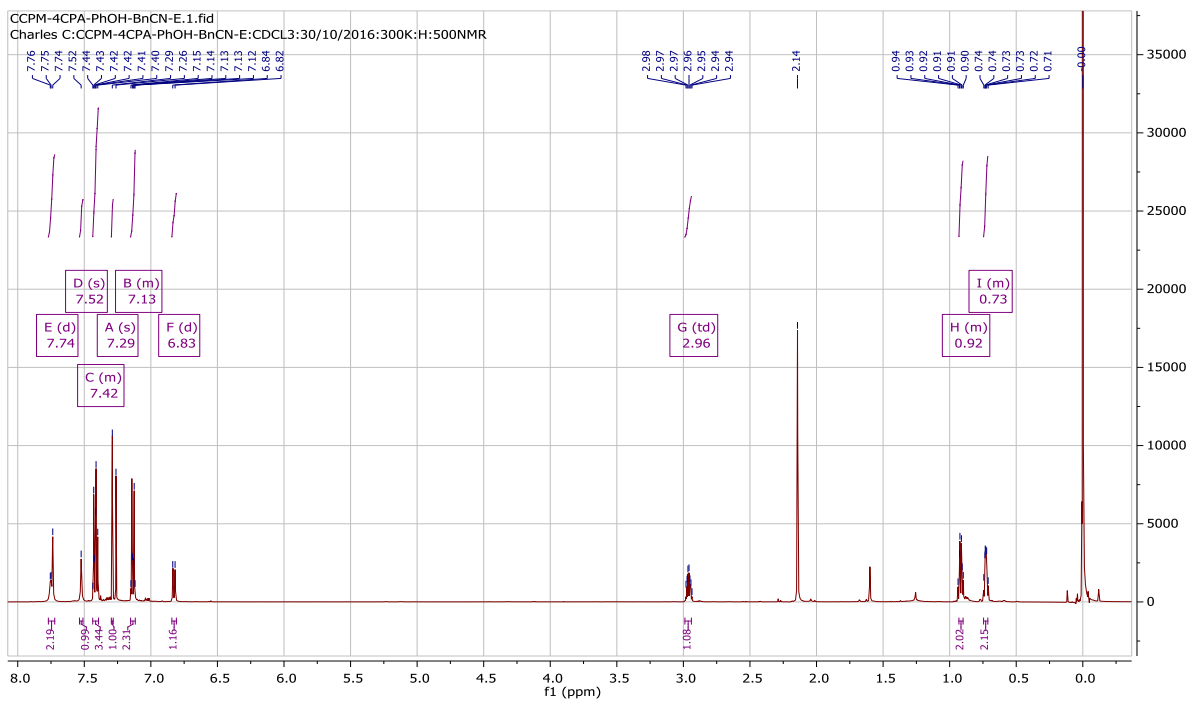 CCPM-4CPA-PhOH-BnCN-E.1.fid
Charles C:CCPM-4CPA-PhOH-BnCN-E:CDCL3:30/10/2016:300K:H:500NMR
7.76 7.75 7.74 7.52 7.44 7.43 7.42 7.42 7.41 7.40 7.29 7.26 7.15 7.14 7.13 7.13 7.12 6.84 6.82 2.98 2.97 2.97 2.96 2.95 2.94 2.94 2.14 0.94 0.93 0.92 0.91 0.91 0.90 0.74 0.74 0.73 0.73 0.72 0.71 0.00
35000
30000
25000
20000
15000
10000
5000
0
D (s)
7.52
B (m)
7.13
I (m)
0.73
E (d)
7.74
A (s)
7.29
F (d)
6.83
G (td)
2.96
H (m)
0.92
C (m)
7.42
2.19 0.99 3.44 1.00 2.31 1.16 1.08 2.02 2.15
8.0 7.5 7.0 6.5 6.0 5.5 5.0 4.5 4.0 3.5 3.0 2.5 2.0 1.5 1.0 0.5 0.0
f1 (ppm)